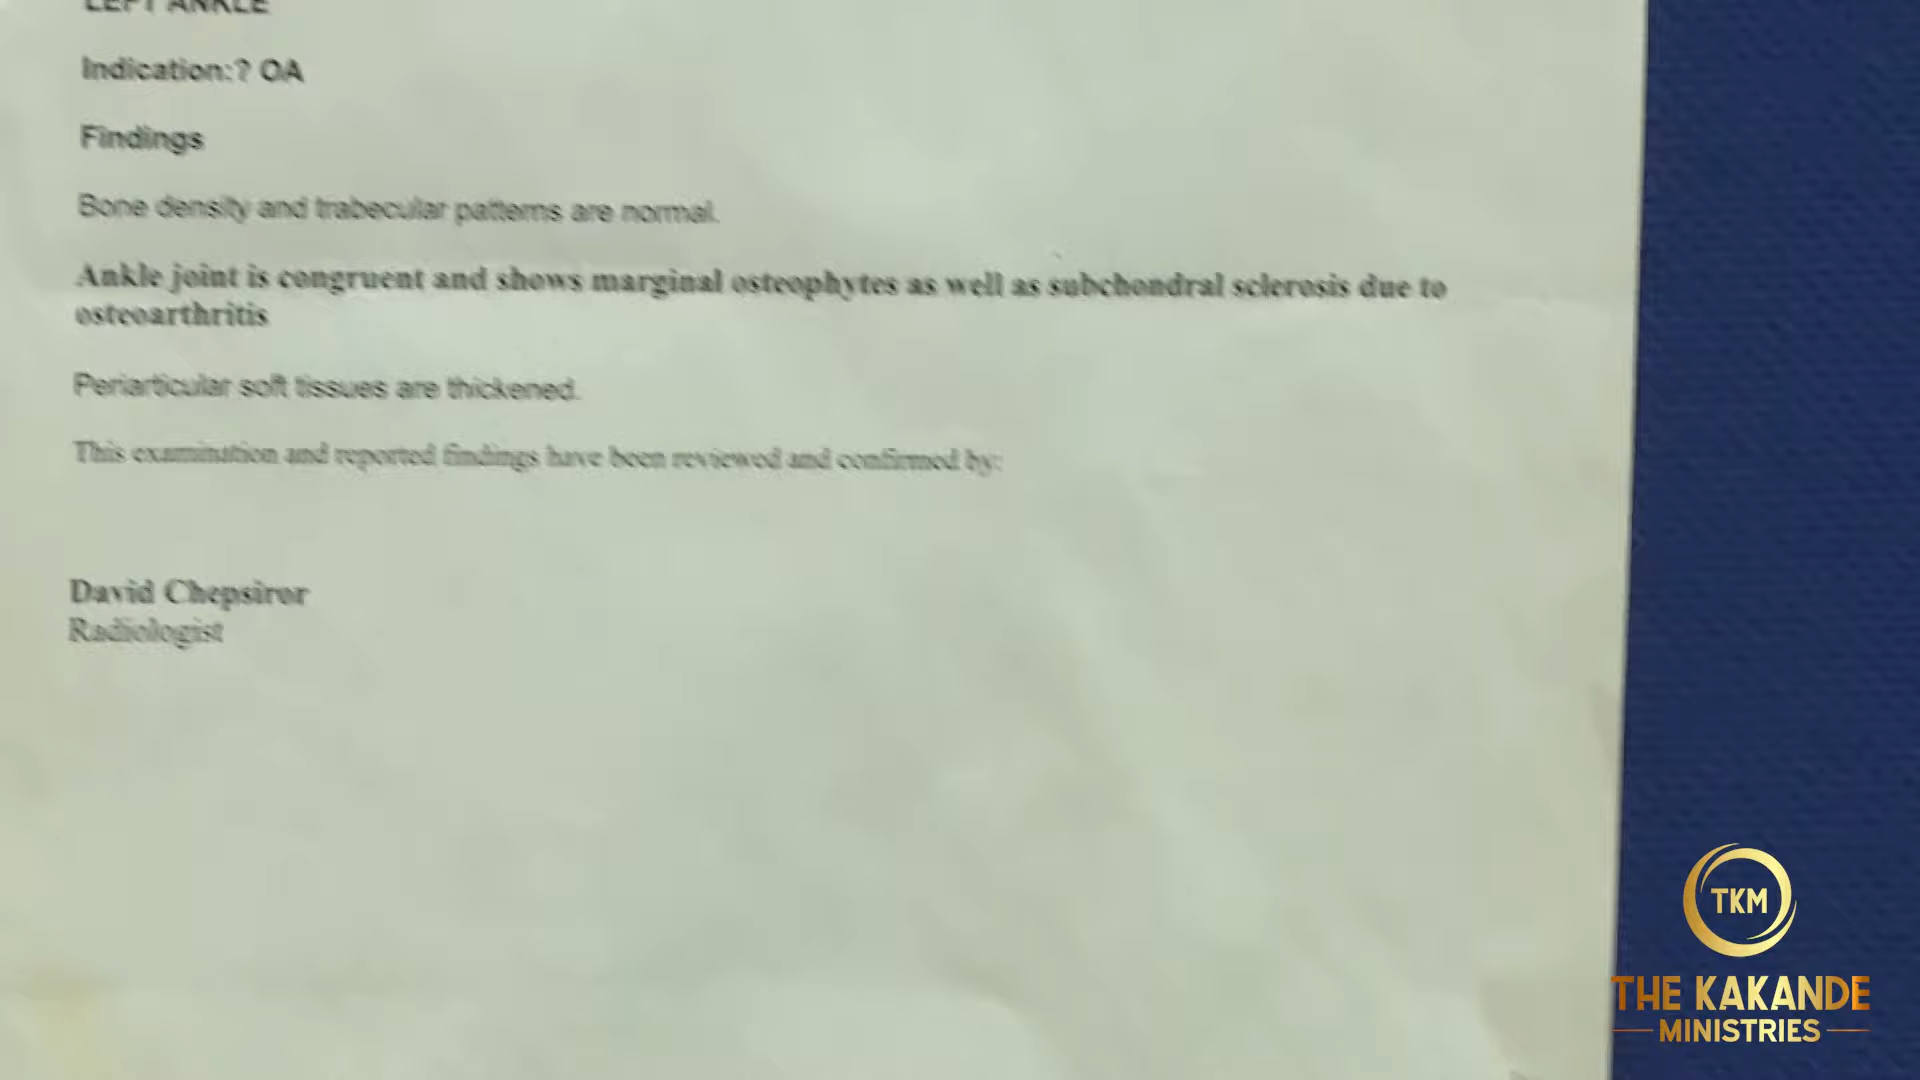 LEFT ANKLE
Indication:? OA
Findings
Bone density and trabecular patterns are normal.
Ankle joint is congruent and shows marginal osteophytes as well as subchondral sclerosis due to
osteoarthritis
Periarticular soft tissues are thickened.
This examination and reported findings have been reviewed and confirmed by:
David Chepsiror
Radiologist
TKM
THE KAKANDE
MINISTRIES